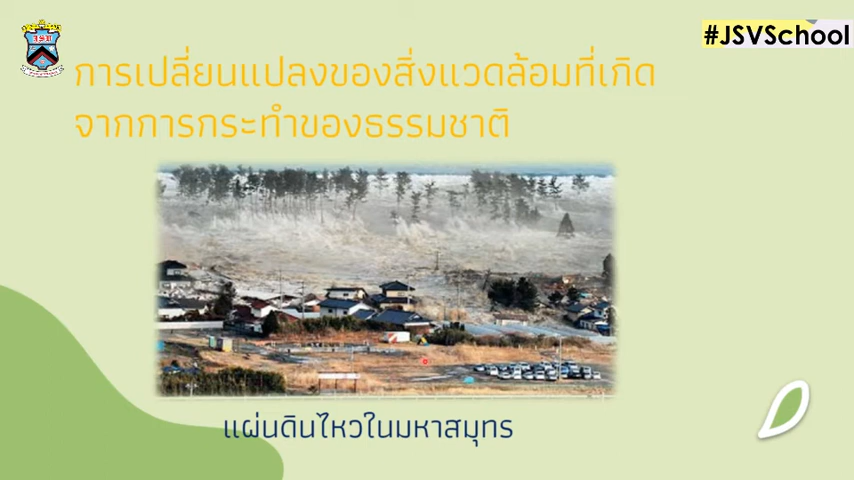 #JSVSchool
JSV
การเปลี่ยนแปลงของสิ่งแวดล้อมที่เกิด
จากการกระทำของธรรมชาติ
แผ่นดินไหวในมหาสมุทร